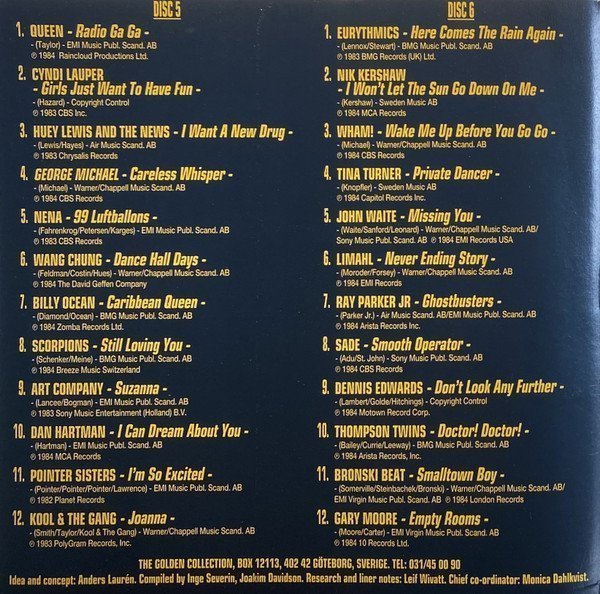 DISC 5
1. QUEEN - Radio Ga Ga -
- (Taylor) - EMI Music Publ. Scand. AB
℗ 1984 Raincloud Productions Ltd.
2. CYNDI LAUPER
- Girls Just Want To Have Fun -
- (Hazard) - Copyright Control
℗ 1983 CBS Inc.
3. HUEY LEWIS AND THE NEWS - I Want A New Drug -
- (Lewis/Hayes) - Air Music Scand. AB
℗ 1983 Chrysalis Records
4. GEORGE MICHAEL - Careless Whisper -
- (Michael) - Warner/Chappell Music Scand. AB
℗ 1984 CBS Records
5. NENA - 99 Luftballons -
- (Fahrenkrog/Petersen/Karges) - EMI Music Publ. Scand. AB
℗ 1983 CBS Records
6. WANG CHUNG - Dance Hall Days -
- (Feldman/Costin/Hues) - Warner/Chappell Music Scand. AB
℗ 1984 The David Geffen Company
7. BILLY OCEAN - Caribbean Queen -
- (Diamond/Ocean) - BMG Music Publ. Scand. AB
℗ 1984 Zomba Records Ltd.
8. SCORPIONS - Still Loving You -
- (Schenker/Meine) - BMG Music Publ. Scand. AB
℗ 1984 Breeze Music Switzerland
9. ART COMPANY - Suzanna -
- (Lancee/Bogman) - EMI Music Publ. Scand. AB
℗ 1983 Sony Music Entertainment (Holland) B.V.
10. DAN HARTMAN - I Can Dream About You -
- (Hartman) - EMI Music Publ. Scand. AB
℗ 1984 MCA Records
11. POINTER SISTERS - I'm So Excited -
- (Pointer/Pointer/Pointer/Lawrence) - EMI Music Publ. Scand. AB
℗ 1982 Planet Records
12. KOOL & THE GANG - Joanna -
- (Smith/Taylor/Kool & The Gang) - Warner/Chappell Music Scand. AB
℗ 1983 PolyGram Records, Inc.
DISC 6
1. EURYTHMICS - Here Comes The Rain Again -
- (Lennox/Stewart) - BMG Music Publ. Scand. AB
℗ 1983 BMG Records (UK) Ltd.
2. NIK KERSHAW
- I Won't Let The Sun Go Down On Me -
- (Kershaw) - Sweden Music AB
℗ 1984 MCA Records
3. WHAM! - Wake Me Up Before You Go Go -
- (Michael) - Warner/Chappell Music Scand. AB
℗ 1984 CBS Records
4. TINA TURNER - Private Dancer -
- (Knopfler) - Sweden Music AB
℗ 1984 Capitol Records Inc.
5. JOHN WAITE - Missing You -
- (Waite/Sanford/Leonard) - Warner/Chappell Music Scand. AB/
Sony Music Publ. Scand. AB ℗ 1984 EMI Records USA
6. LIMAHL - Never Ending Story -
- (Moroder/Forsey) - Warner/Chappell Music Scand. AB
℗ 1984 EMI Records
7. RAY PARKER JR - Ghostbusters -
- (Parker Jr.) - Air Music Scand. AB/EMI Music Publ. Scand. AB
℗ 1984 Arista Records Inc.
8. SADE - Smooth Operator -
- (Adu/St. John) - Sony Music Publ. Scand. AB
℗ 1984 CBS Records
9. DENNIS EDWARDS - Don't Look Any Further -
- (Lambert/Golde/Hitchings) - Copyright Control
℗ 1984 Motown Record Corp.
10. THOMPSON TWINS - Doctor! Doctor! -
- (Bailey/Currie/Leeway) - BMG Music Publ. Scand. AB
℗ 1984 Arista Records, Inc.
11. BRONSKI BEAT - Smalltown Boy -
- (Somerville/Steinbachek/Bronski) - Warner/Chappell Music Scand. AB/
EMI Virgin Music Publ. Scand. AB ℗ 1984 London Records
12. GARY MOORE - Empty Rooms -
- (Moore/Carter) - EMI Virgin Music Publ. Scand. AB
℗ 1984 10 Records Ltd.
THE GOLDEN COLLECTION, BOX 12113, 402 42 GÖTEBORG, SVERIGE. TEL: 031/45 00 90
Idea and concept: Anders Laurén. Compiled by Inge Severin, Joakim Davidson. Research and liner notes: Leif Wivatt. Chief co-ordinator: Monica Dahlkvist.